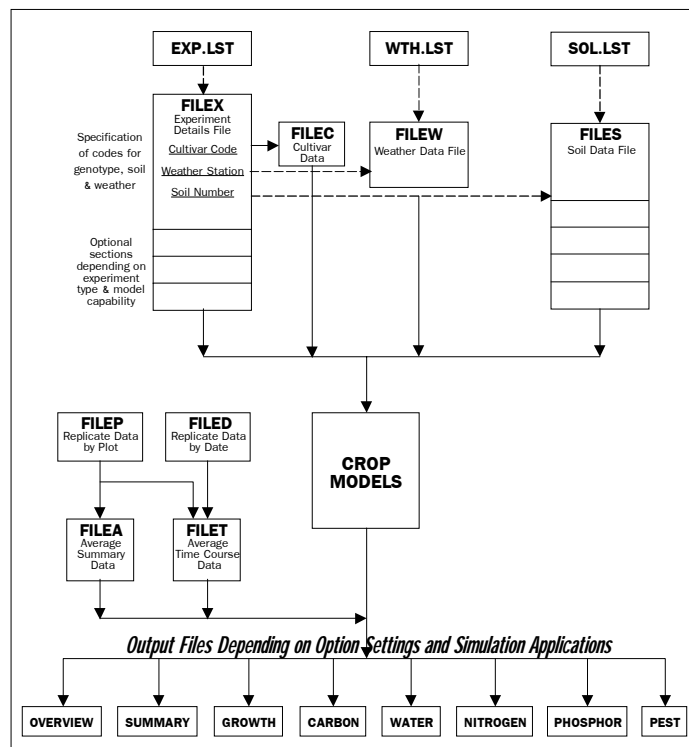 EXP.LST
WTH.LST
SOL.LST
Specification
of codes for
genotype, soil
& weather
FILEX
Experiment
Details File
Cultivar Code
Weather Station
Soil Number
FILEC
Cultivar
Data
FILEW
Weather Data File
FILES
Soil Data File
Optional
sections
depending on
experiment
type & model
capability
FILEP
Replicate Data
by Plot
FILED
Replicate Data
by Date
CROP
MODELS
FILEA
Average
Summary
Data
FILET
Average
Time Course
Data
Output Files Depending on Option Settings and Simulation Applications
OVERVIEW
SUMMARY
GROWTH
CARBON
WATER
NITROGEN
PHOSPHOR
PEST